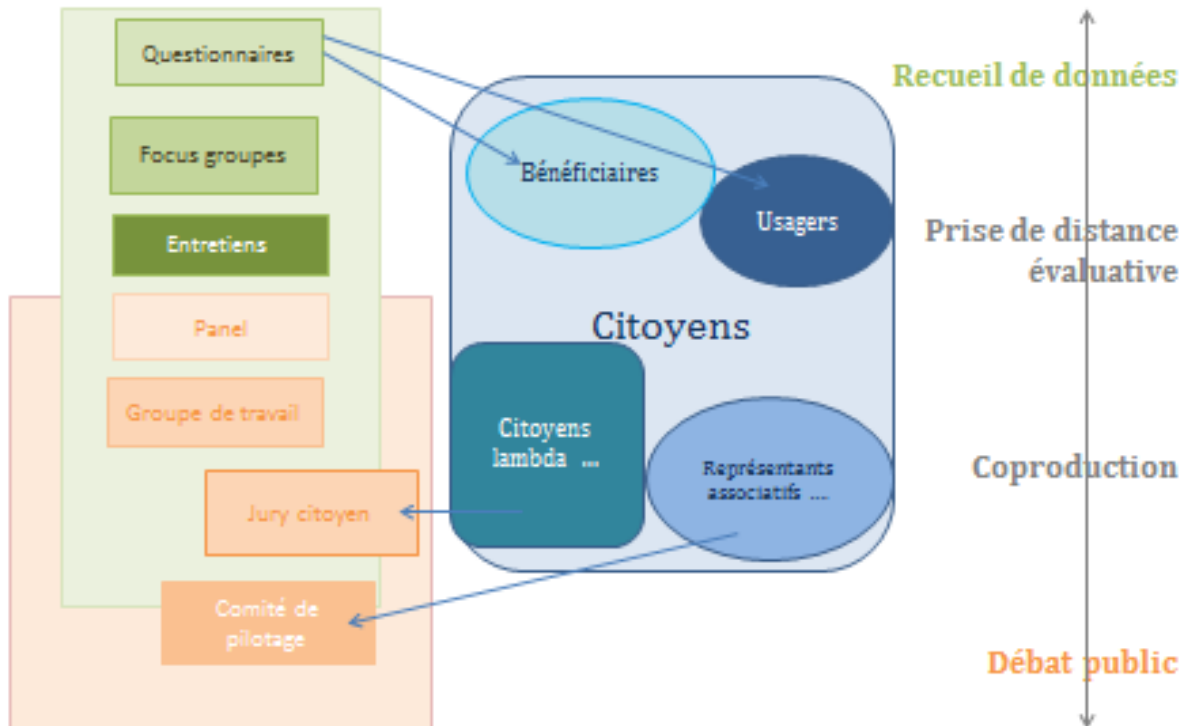 Questionnaires
Focus groupes
Entretiens
Panel
Groupe de travail
Jury citoyen
Comité de
pilotage
Bénéficiaires
Usagers
Citoyens
Citoyens
lambda ...
Réprésentants
associatifs ....
Recueil de données
Prise de distance
évaluative
Coproduction
Débat public